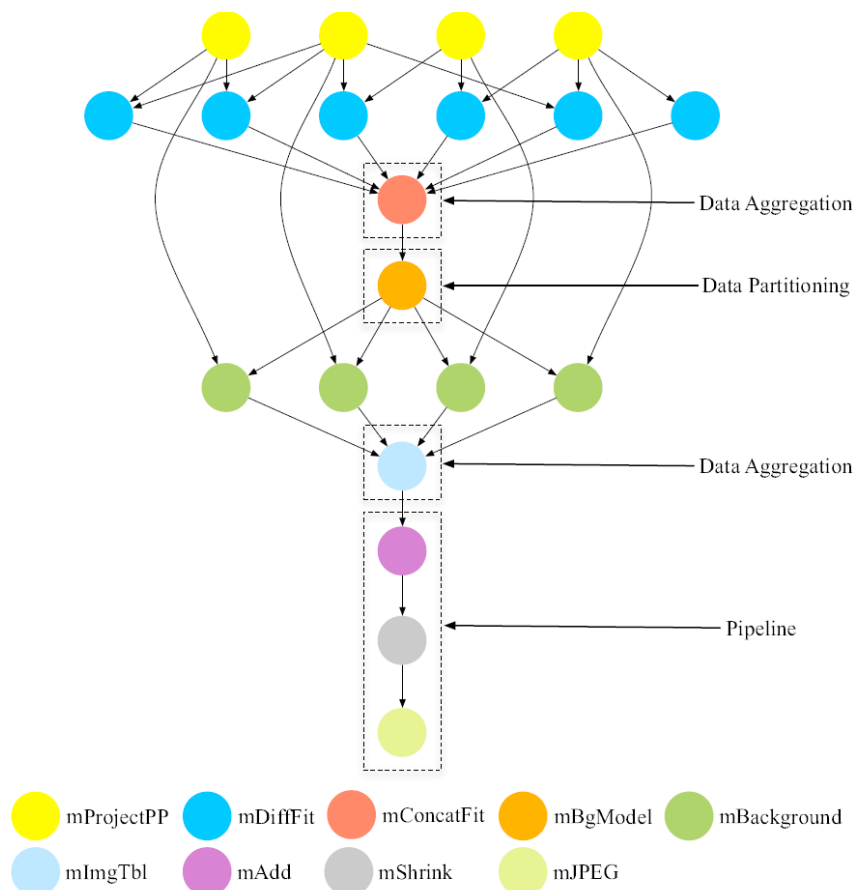 Data Aggregation
Data Partitioning
Data Aggregation
Pipeline
mProjectPP mDiffFit mConcatFit mBgModel mBackground
mImgTbl mAdd mShrink mJPEG